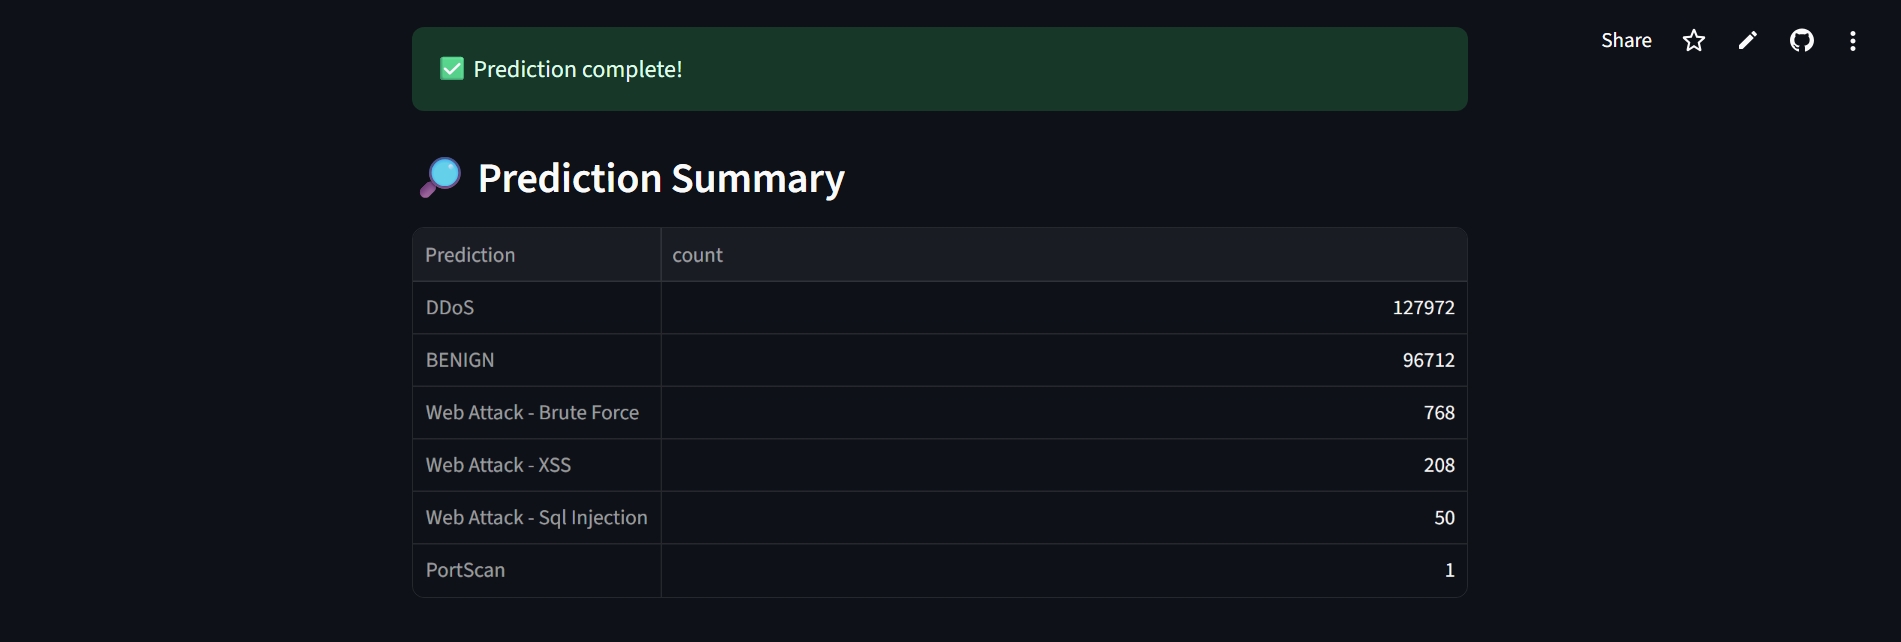 Share
✅ Prediction complete!
🔎 Prediction Summary
Prediction count
DDoS 127972
BENIGN 96712
Web Attack - Brute Force 768
Web Attack - XSS 208
Web Attack - Sql Injection 50
PortScan 1